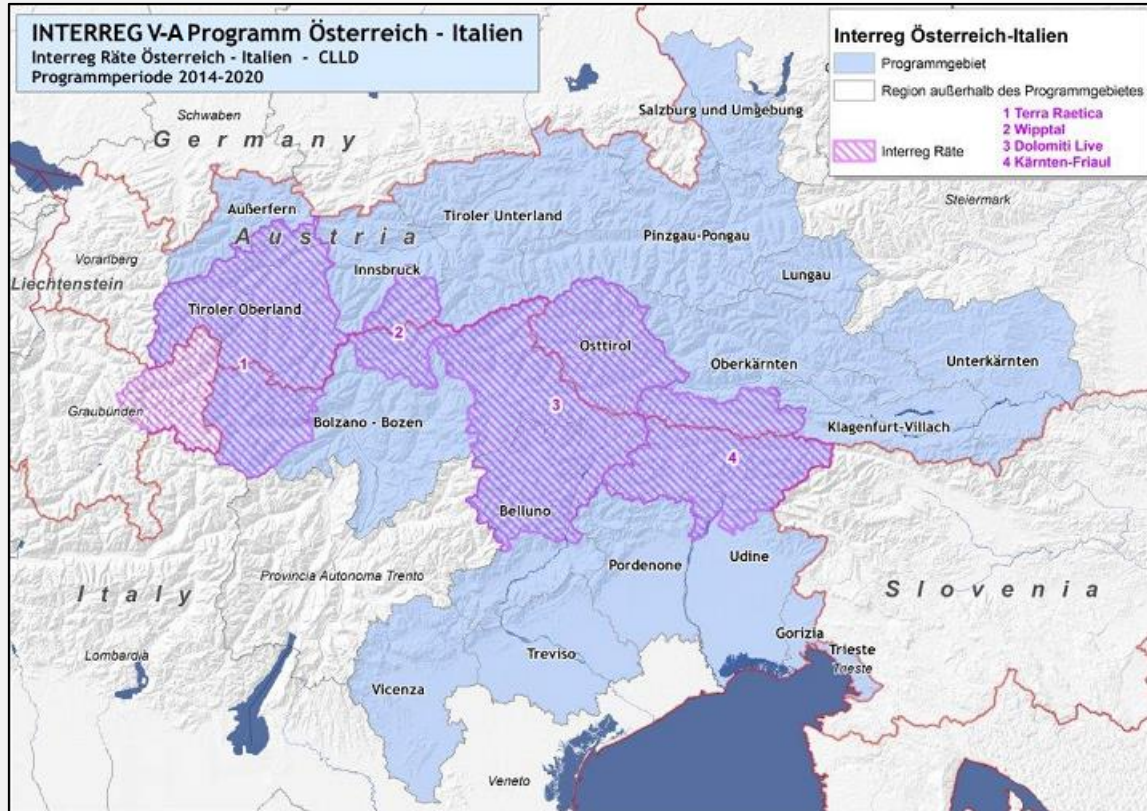 INTERREG V-A Programm Österreich - Italien
Interreg Räte Österreich - Italien - CLLD
Programmperiode 2014-2020
Interreg Österreich-Italien
Programmgebiet
Region außerhalb des Programmgebietes
Interreg Räte
1 Terra Raetica
2 Wipptal
3 Dolomiti Live
4 Kärnten-Friaul
Salzburg und Umgebung
Schwaben
Germany
Steiermark
Außerfern
Tiroler Unterland
Austria
Pinzgau-Pongau
Vorarlberg
Innsbruck
Lungau
Liechtenstein
Tiroler Oberland
2
Osttirol
Oberkärnten
Unterkärnten
1
Graubünden
3
Bolzano - Bozen
Klagenfurt-Villach
4
Belluno
Udine
Pordenone
Provincia Autonoma Trento
Italy
Slovenia
Gorizia
Trieste
Trieste
Treviso
Lombardia
Vicenza
Veneto